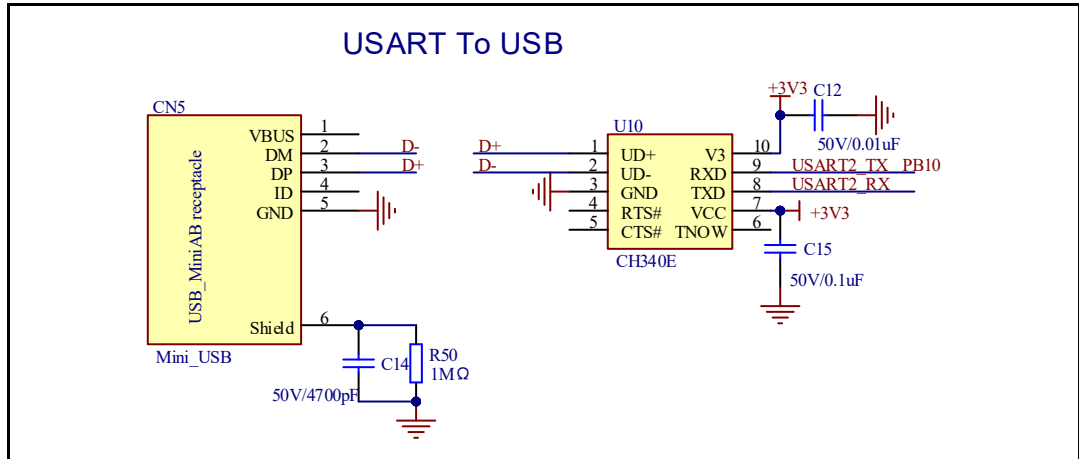 USART To USB
CN5
VBUS 1
DM 2 D-
DP 3 D+
ID 4
GND 5
USB_MiniAB receptacle
Shield 6
Mini_USB
C14
50V/4700pF
R50
1MΩ
U10
D+ 1 UD+ V3 10
D- 2 UD- RXD 9 USART2_TX PB10
3 GND TXD 8 USART2_RX
4 RTS# VCC 7 +3V3
5 CTS# TNOW 6
CH340E
+3V3
C12
50V/0.01uF
C15
50V/0.1uF